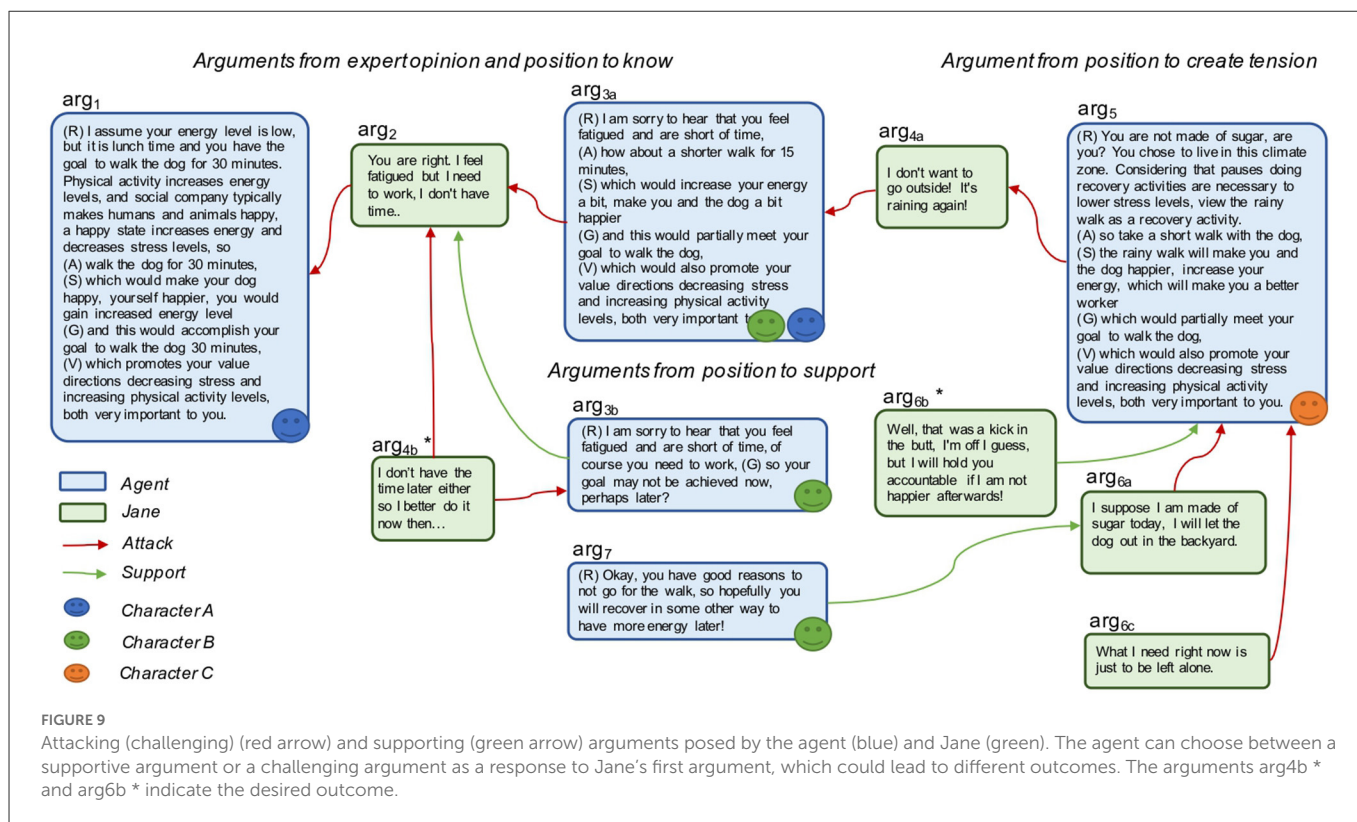 Arguments from expert opinion and position to know
Argument from position to create tension
arg1
(R) I assume your energy level is low,
but it is lunch time and you have the
goal to walk the dog for 30 minutes.
Physical activity increases energy
levels, and social company typically
makes humans and animals happy,
a happy state increases energy and
decreases stress levels, so
(A) walk the dog for 30 minutes,
(S) which would make your dog
happy, yourself happier, you would
gain increased energy level
(G) and this would accomplish your
goal to walk the dog 30 minutes,
(V) which promotes your value
directions decreasing stress and
increasing physical activity levels,
both very important to you.
arg2
You are right. I feel
fatigued but I need
to work, I don't have
time..
arg3a
(R) I am sorry to hear that you feel
fatigued and are short of time,
(A) how about a shorter walk for 15
minutes,
(S) which would increase your energy
a bit, make you and the dog a bit
happier
(G) and this would partially meet your
goal to walk the dog,
(V) which would also promote your
value directions decreasing stress
and increasing physical activity
levels, both very important
arg4a
I don't want to
go outside! It's
raining again!
arg5
(R) You are not made of sugar, are
you? You chose to live in this climate
zone. Considering that pauses doing
recovery activities are necessary to
lower stress levels, view the rainy
walk as a recovery activity.
(A) so take a short walk with the dog,
(S) the rainy walk will make you and
the dog happier, increase your
energy, which will make you a better
worker
(G) which would partially meet your
goal to walk the dog,
(V) which would also promote your
value directions decreasing stress
and increasing physical activity
levels, both very important to you.
Arguments from position to support
arg3b
(R) I am sorry to hear that you feel
fatigued and are short of time, of
course you need to work, (G) so your
goal may not be achieved now,
perhaps later?
arg4b *
I don't have the
time later either
so I better do it
now then...
arg6b *
Well, that was a kick in
the butt, I'm off I guess,
but I will hold you
accountable if I am not
happier afterwards!
arg6a
I suppose I am made of
sugar today, I will let the
dog out in the backyard.
arg7
(R) Okay, you have good reasons to
not go for the walk, so hopefully you
will recover in some other way to
have more energy later!
arg6c
What I need right now is
just to be left alone.
Agent
Jane
Attack
Support
Character A
Character B
Character C
FIGURE 9
Attacking (challenging) (red arrow) and supporting (green arrow) arguments posed by the agent (blue) and Jane (green). The agent can choose between a
supportive argument or a challenging argument as a response to Jane's first argument, which could lead to different outcomes. The arguments arg4b *
and arg6b * indicate the desired outcome.